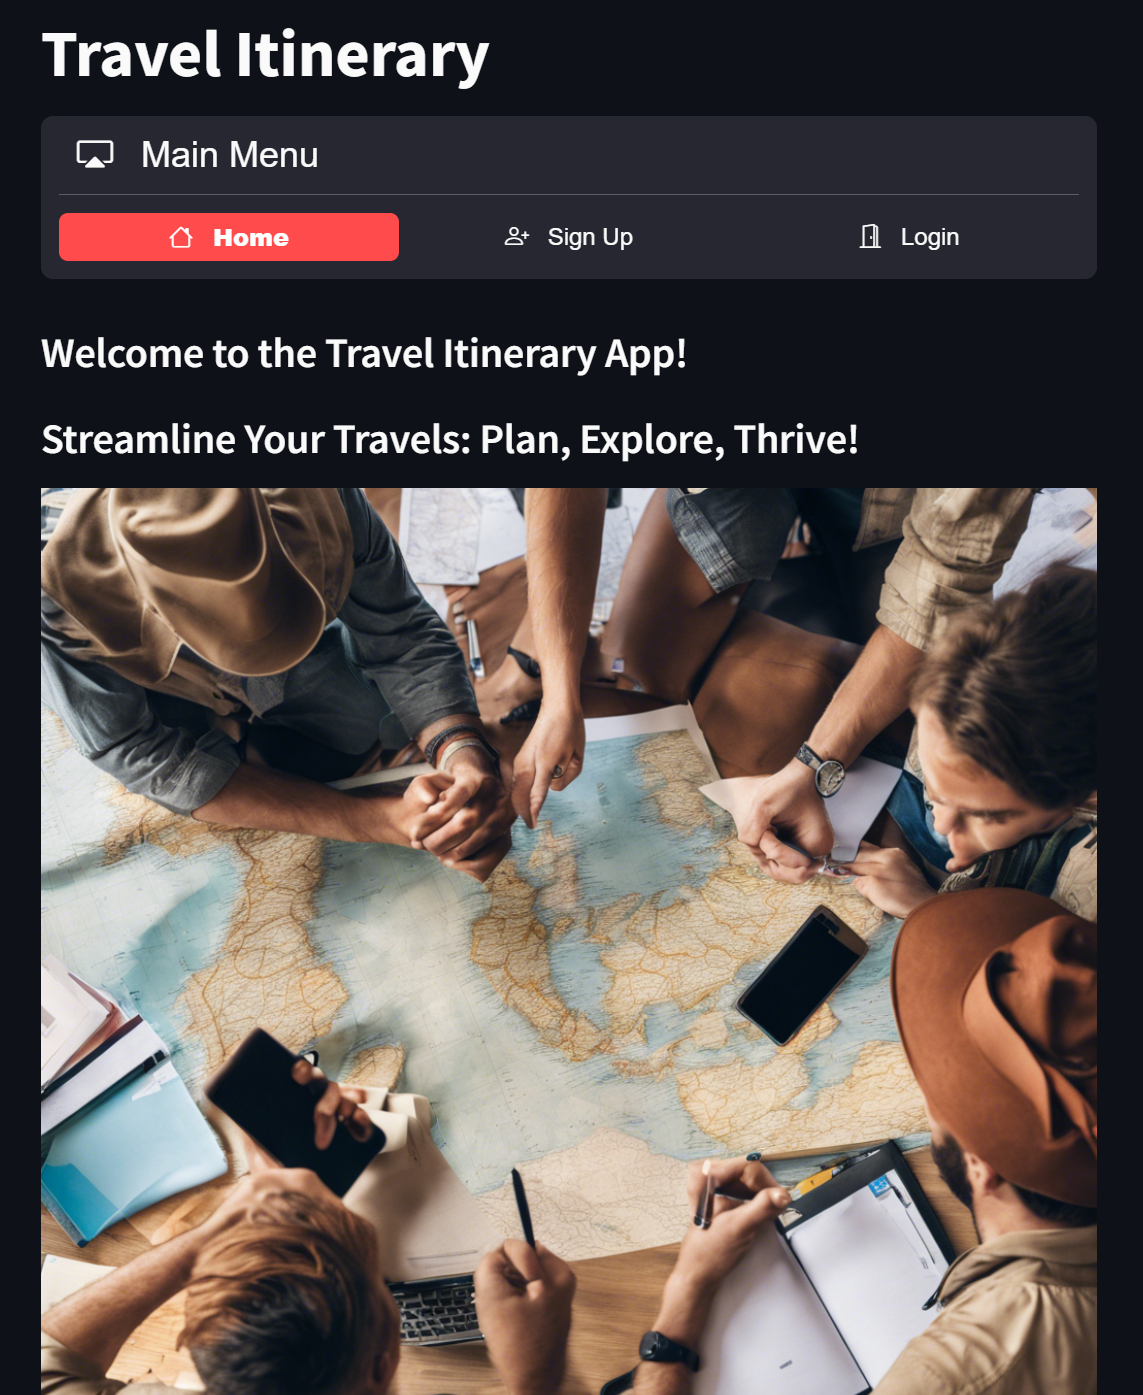 Travel Itinerary
Main Menu
Home
Sign Up
Login
Welcome to the Travel Itinerary App!
Streamline Your Travels: Plan, Explore, Thrive!